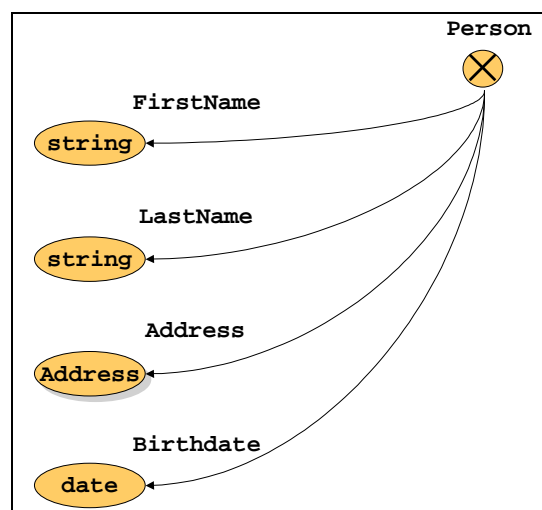 Person
FirstName
string
LastName
string
Address
Address
Birthdate
date